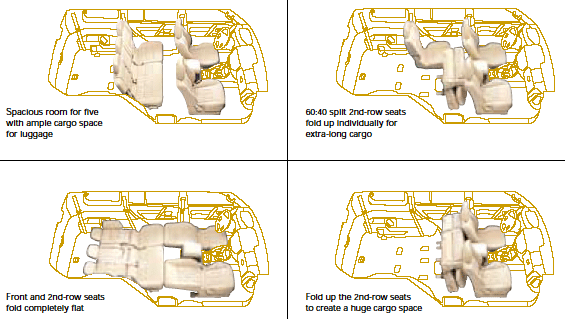 Spacious room for five
with ample cargo space
for luggage
60:40 split 2nd-row seats
fold up individually for
extra-long cargo
Front and 2nd-row seats
fold completely flat
Fold up the 2nd-row seats
to create a huge cargo space